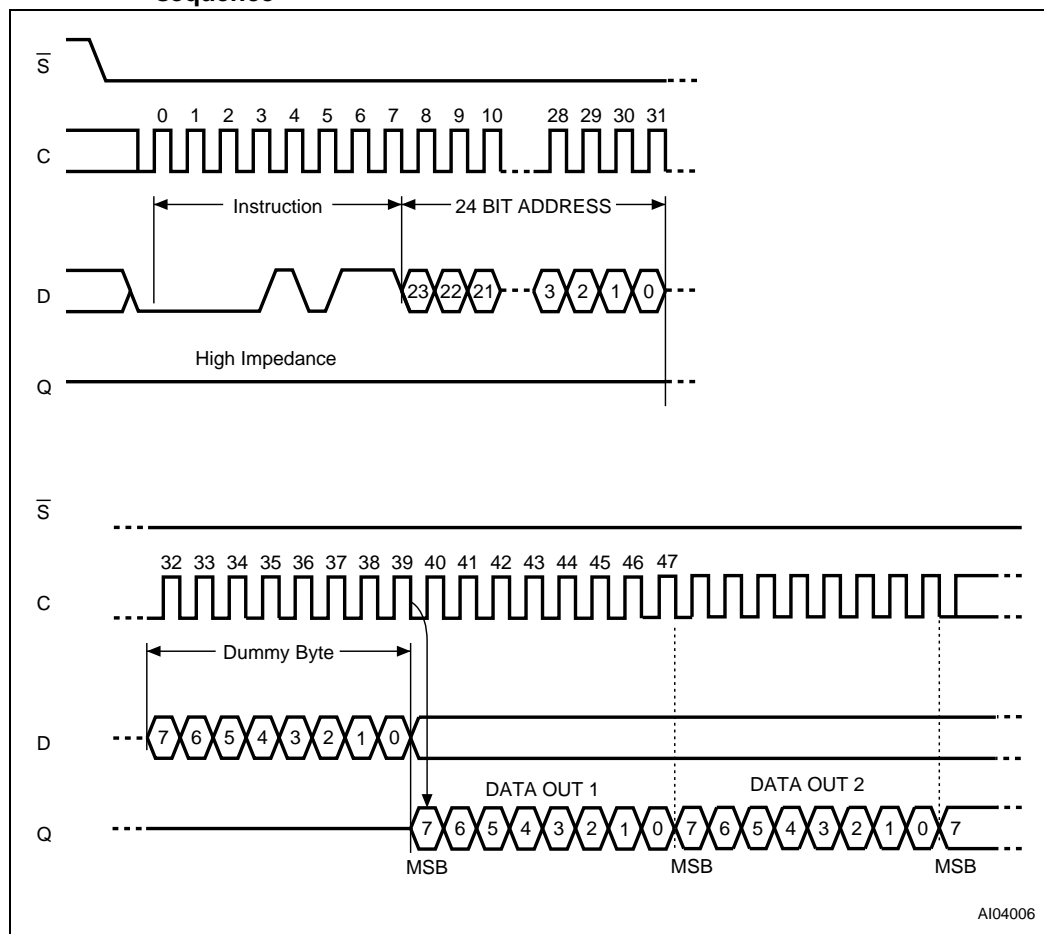 sequence
S
0 1 2 3 4 5 6 7 8 9 10 28 29 30 31
C
Instruction 24 BIT ADDRESS
D 23 22 21 3 2 1 0
High Impedance
Q
S
32 33 34 35 36 37 38 39 40 41 42 43 44 45 46 47
C
Dummy Byte
D 7 6 5 4 3 2 1 0
DATA OUT 1 DATA OUT 2
Q 7 6 5 4 3 2 1 0 7 6 5 4 3 2 1 0 7
MSB MSB MSB
AI04006